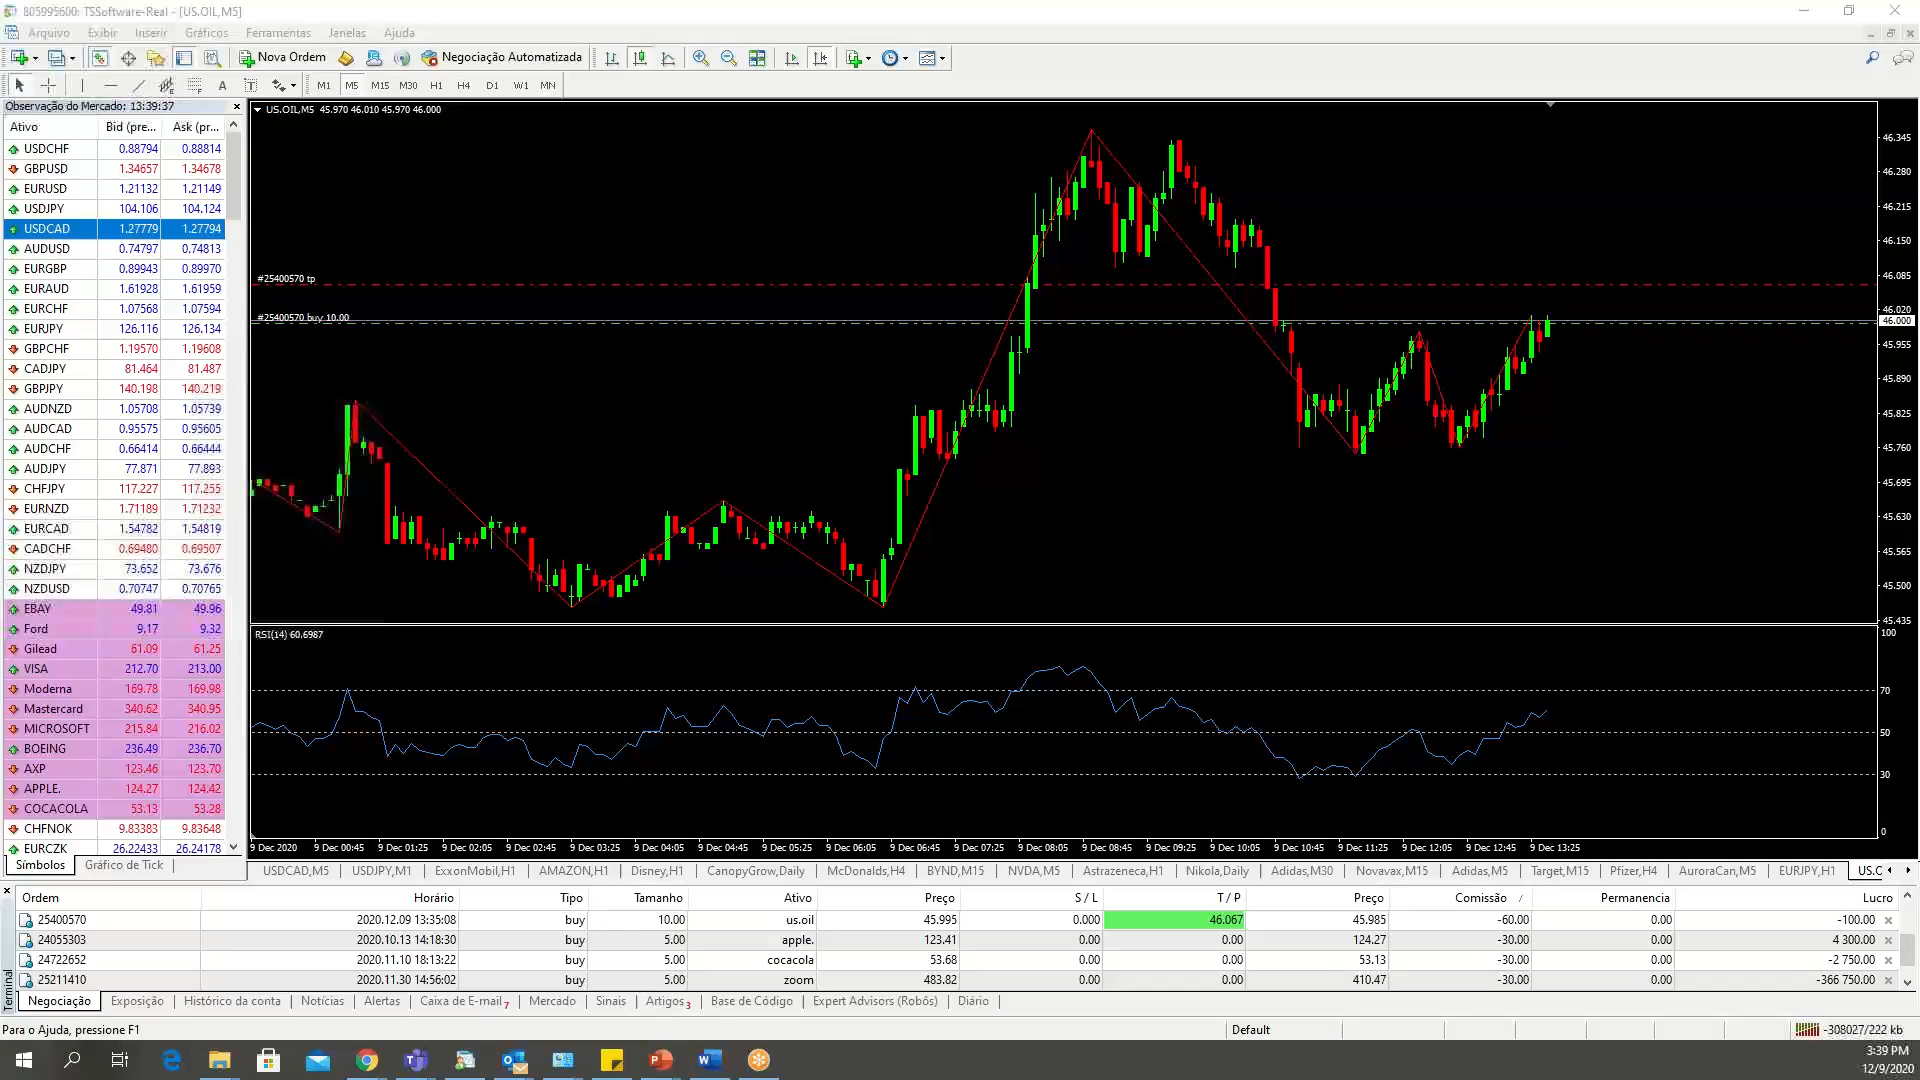 805995600: TSSoftware-Real - [US.OIL,M5]
Arquivo Exibir Inserir Gráficos Ferramentas Janelas Ajuda
Nova Ordem Negociação Automatizada
A T M1 M5 M15 M30 H1 H4 D1 W1 MN
Observação do Mercado: 13:39:37
Ativo Bid (pre... Ask (pr...
USDCHF 0.88794 0.88814
GBPUSD 1.34657 1.34678
EURUSD 1.21132 1.21149
USDJPY 104.106 104.124
USDCAD 1.27779 1.27794
AUDUSD 0.74797 0.74813
EURGBP 0.89943 0.89970
EURAUD 1.61928 1.61959
EURCHF 1.07568 1.07594
EURJPY 126.116 126.134
GBPCHF 1.19570 1.19608
CADJPY 81.464 81.487
GBPJPY 140.198 140.219
AUDNZD 1.05708 1.05739
AUDCAD 0.95575 0.95605
AUDCHF 0.66414 0.66444
AUDJPY 77.871 77.893
CHFJPY 117.227 117.255
EURNZD 1.71189 1.71232
EURCAD 1.54782 1.54819
CADCHF 0.69480 0.69507
NZDJPY 73.652 73.676
NZDUSD 0.70747 0.70765
EBAY 49.81 49.96
Ford 9.17 9.32
Gilead 61.09 61.25
VISA 212.70 213.00
Moderna 169.78 169.98
Mastercard 340.62 340.95
MICROSOFT 215.84 216.02
BOEING 236.49 236.70
AXP 123.46 123.70
APPLE. 124.27 124.42
COCACOLA 53.13 53.28
CHFNOK 9.83383 9.83648
EURCZK 26.22433 26.24178
Símbolos Gráfico de Tick
US.OIL,M5 45.970 46.010 45.970 46.000
#25400570 tp
#25400570 buy 10.00
46.345
46.280
46.215
46.150
46.085
46.020
46.000
45.955
45.890
45.825
45.760
45.695
45.630
45.565
45.500
45.435
RSI(14) 60.6987
100
70
50
30
0
9 Dec 2020 9 Dec 00:45 9 Dec 01:25 9 Dec 02:05 9 Dec 02:45 9 Dec 03:25 9 Dec 04:05 9 Dec 04:45 9 Dec 05:25 9 Dec 06:05 9 Dec 06:45 9 Dec 07:25 9 Dec 08:05 9 Dec 08:45 9 Dec 09:25 9 Dec 10:05 9 Dec 10:45 9 Dec 11:25 9 Dec 12:05 9 Dec 12:45 9 Dec 13:25
USDCAD,M5 USDJPY,M1 ExxonMobil,H1 AMAZON,H1 Disney,H1 CanopyGrow,Daily McDonalds,H4 BYND,M15 NVDA,M5 Astrazeneca,H1 Nikola,Daily Adidas,M30 Novavax,M15 Adidas,M5 Target,M15 Pfizer,H4 AuroraCan,M5 EURJPY,H1 US.C
Ordem Horário Tipo Tamanho Ativo Preço S / L T / P Preço Comissão / Permanencia Lucro
25400570 2020.12.09 13:35:08 buy 10.00 us.oil 45.995 0.000 46.067 45.985 -60.00 0.00 -100.00
24055303 2020.10.13 14:18:30 buy 5.00 apple. 123.41 0.00 0.00 124.27 -30.00 0.00 4 300.00
24722652 2020.11.10 18:13:22 buy 5.00 cocacola 53.68 0.00 0.00 53.13 -30.00 0.00 -2 750.00
25211410 2020.11.30 14:56:02 buy 5.00 zoom 483.82 0.00 0.00 410.47 -30.00 0.00 -366 750.00
Terminal
Negociação Exposição Histórico da conta Notícias Alertas Caixa de E-mail 7 Mercado Sinais Artigos 3 Base de Código Expert Advisors (Robôs) Diário
Para o Ajuda, pressione F1 Default -308027/222 kb
3:39 PM
12/9/2020